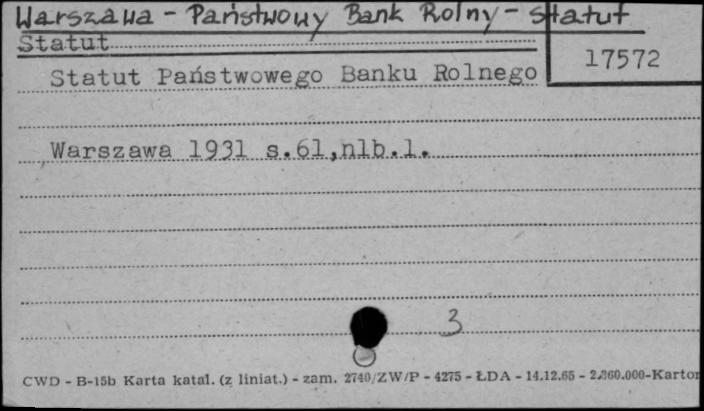 Warszawa - Państwowy Bank Rolny - statut
Statut
17572
Statut Państwowego Banku Rolnego
Warszawa 1931 s.61,nlb.1.
3
CWD - B-15b Karta katal. (z liniat.) - zam. 2740/ZW/P - 4275 - ŁDA - 14.12.65 - 2.360.000-Karton